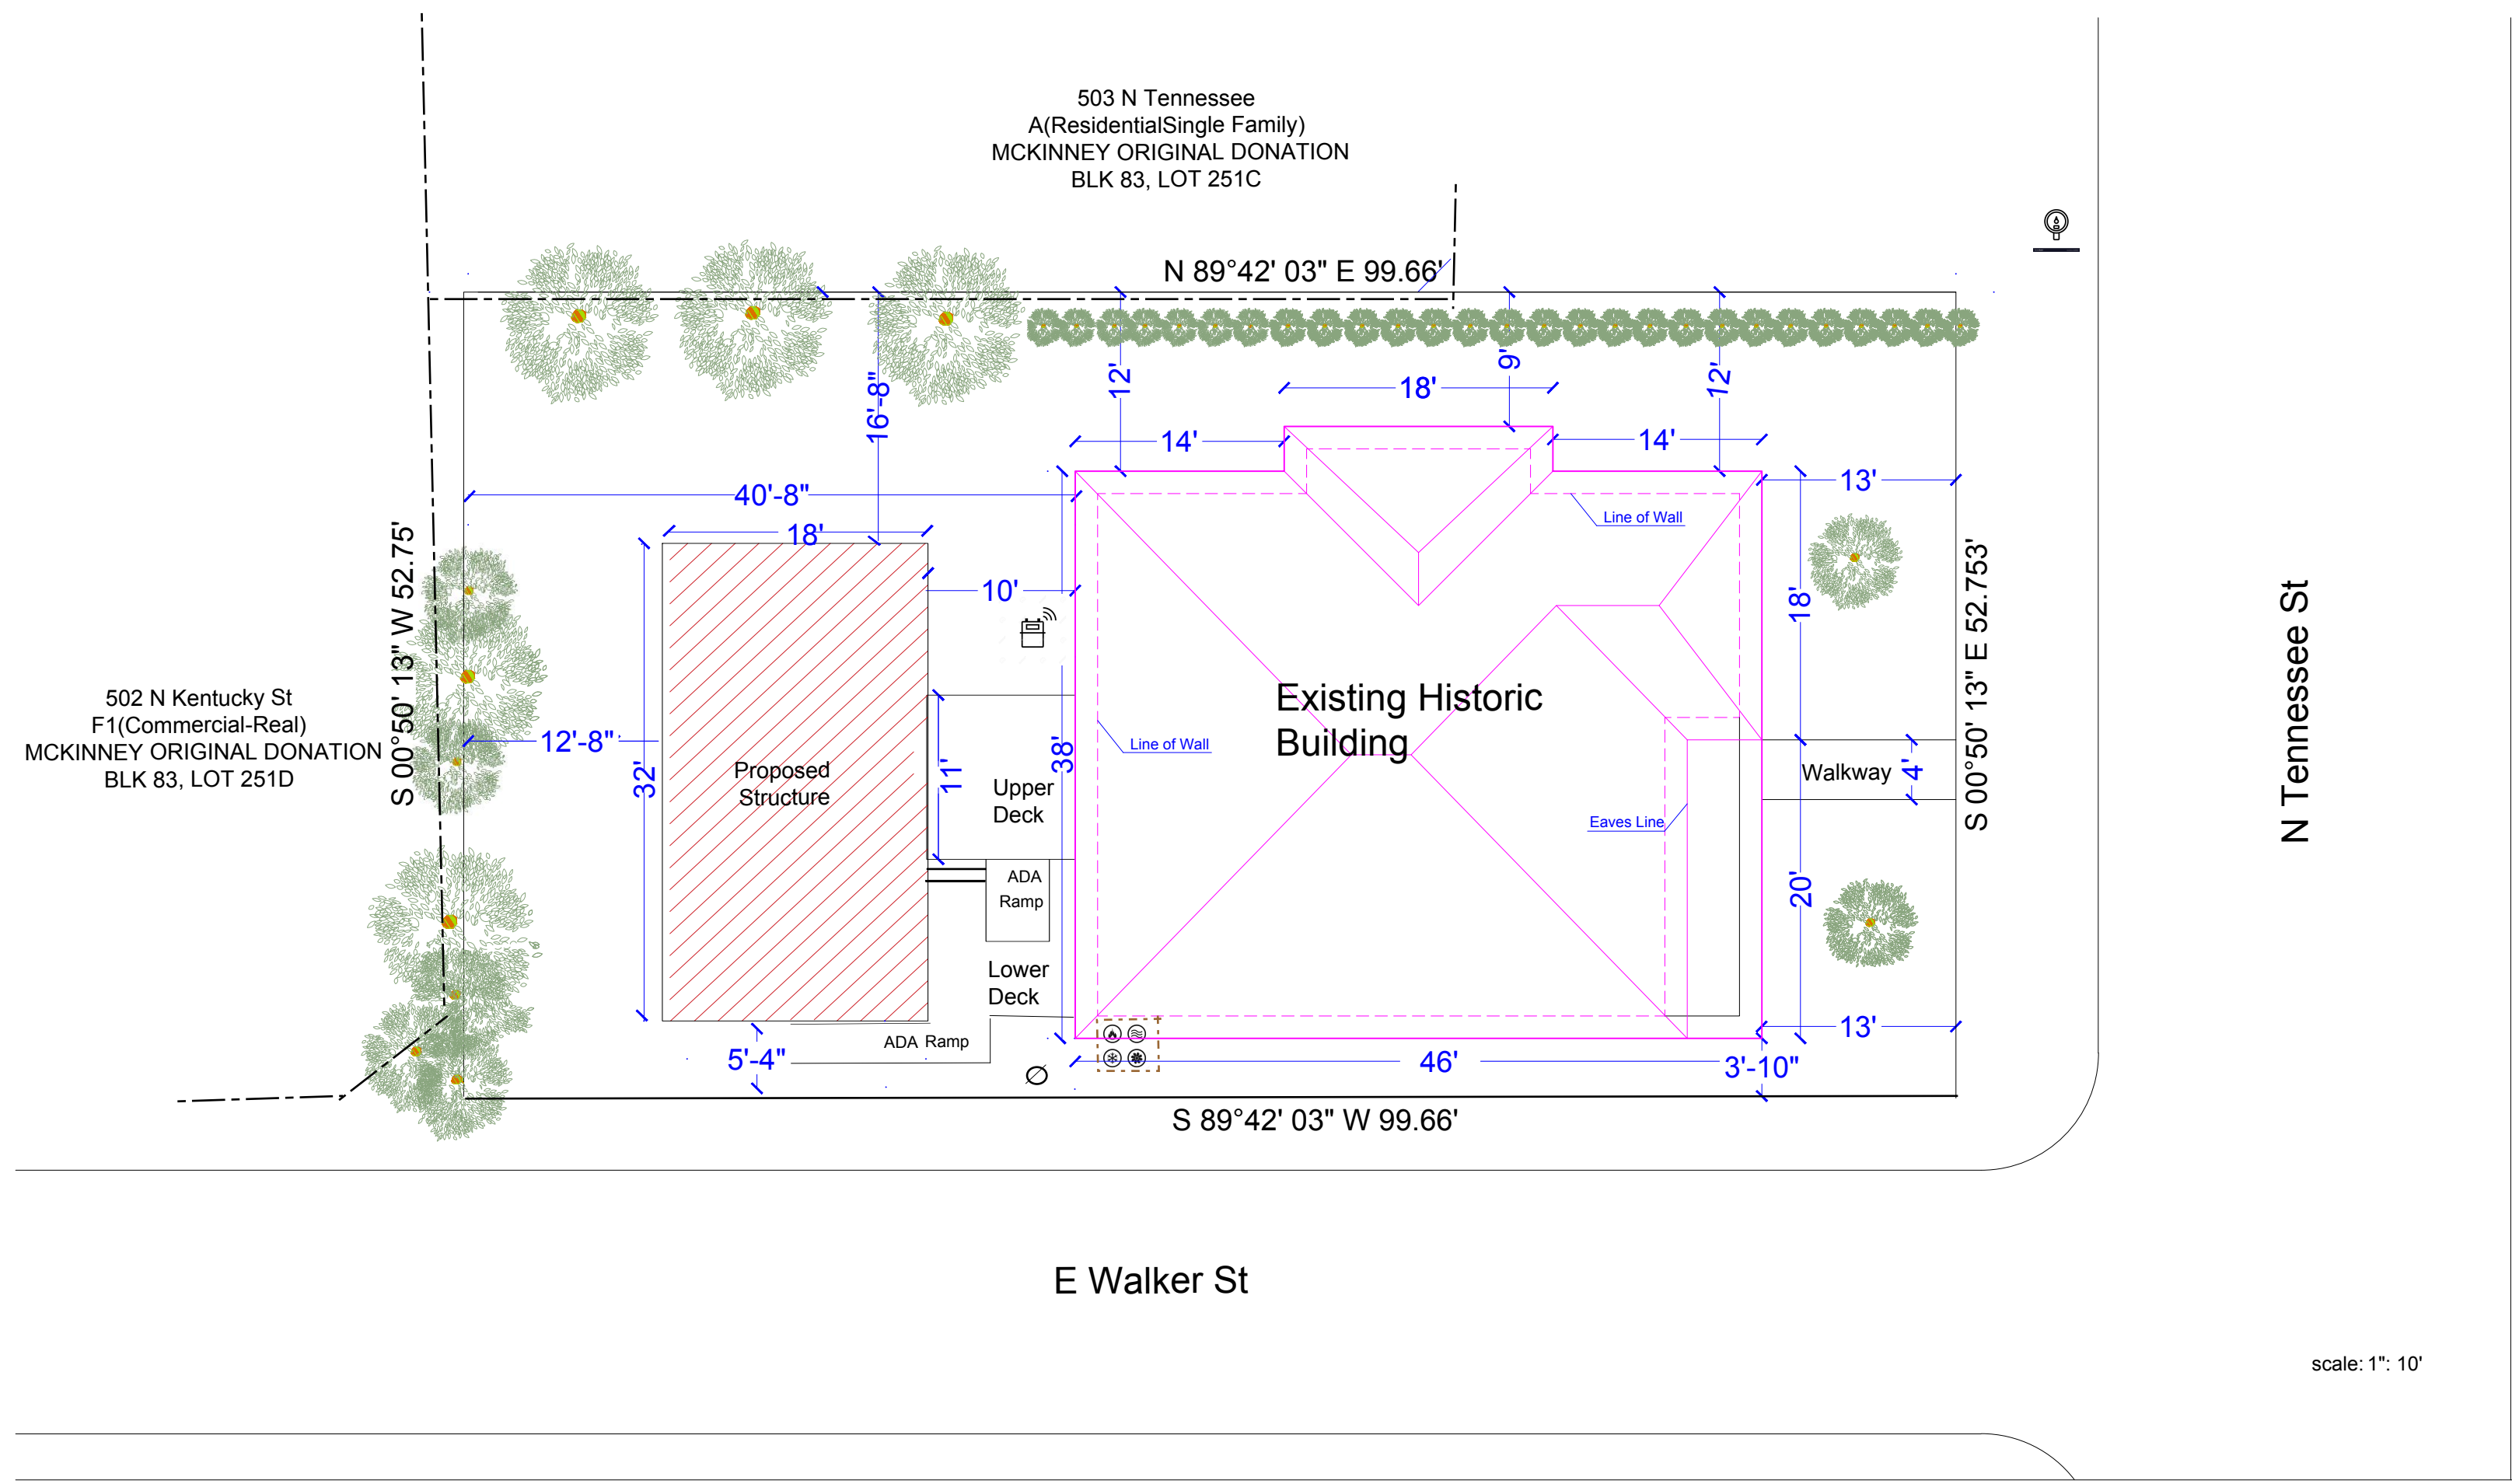 503 N Tennessee
A(ResidentialSingle Family)
MCKINNEY ORIGINAL DONATION
BLK 83, LOT 251C
N 89°42' 03" E 99.66'
12'
9'
12'
16'-8"
18'
14'
14'
13'
40'-8"
Line of Wall
18'
10'
18'
S 00°50' 13" W 52.75'
S 00°50' 13" E 52.753'
502 N Kentucky St
F1(Commercial-Real)
MCKINNEY ORIGINAL DONATION
BLK 83, LOT 251D
Existing Historic
Building
N Tennessee St
12'-8"
Line of Wall
38'
32'
11'
Proposed
Structure
Walkway
4'
Upper
Deck
Eaves Line
ADA
Ramp
20'
Lower
Deck
13'
ADA Ramp
5'-4"
46'
3'-10"
S 89°42' 03" W 99.66'
E Walker St
scale: 1": 10'